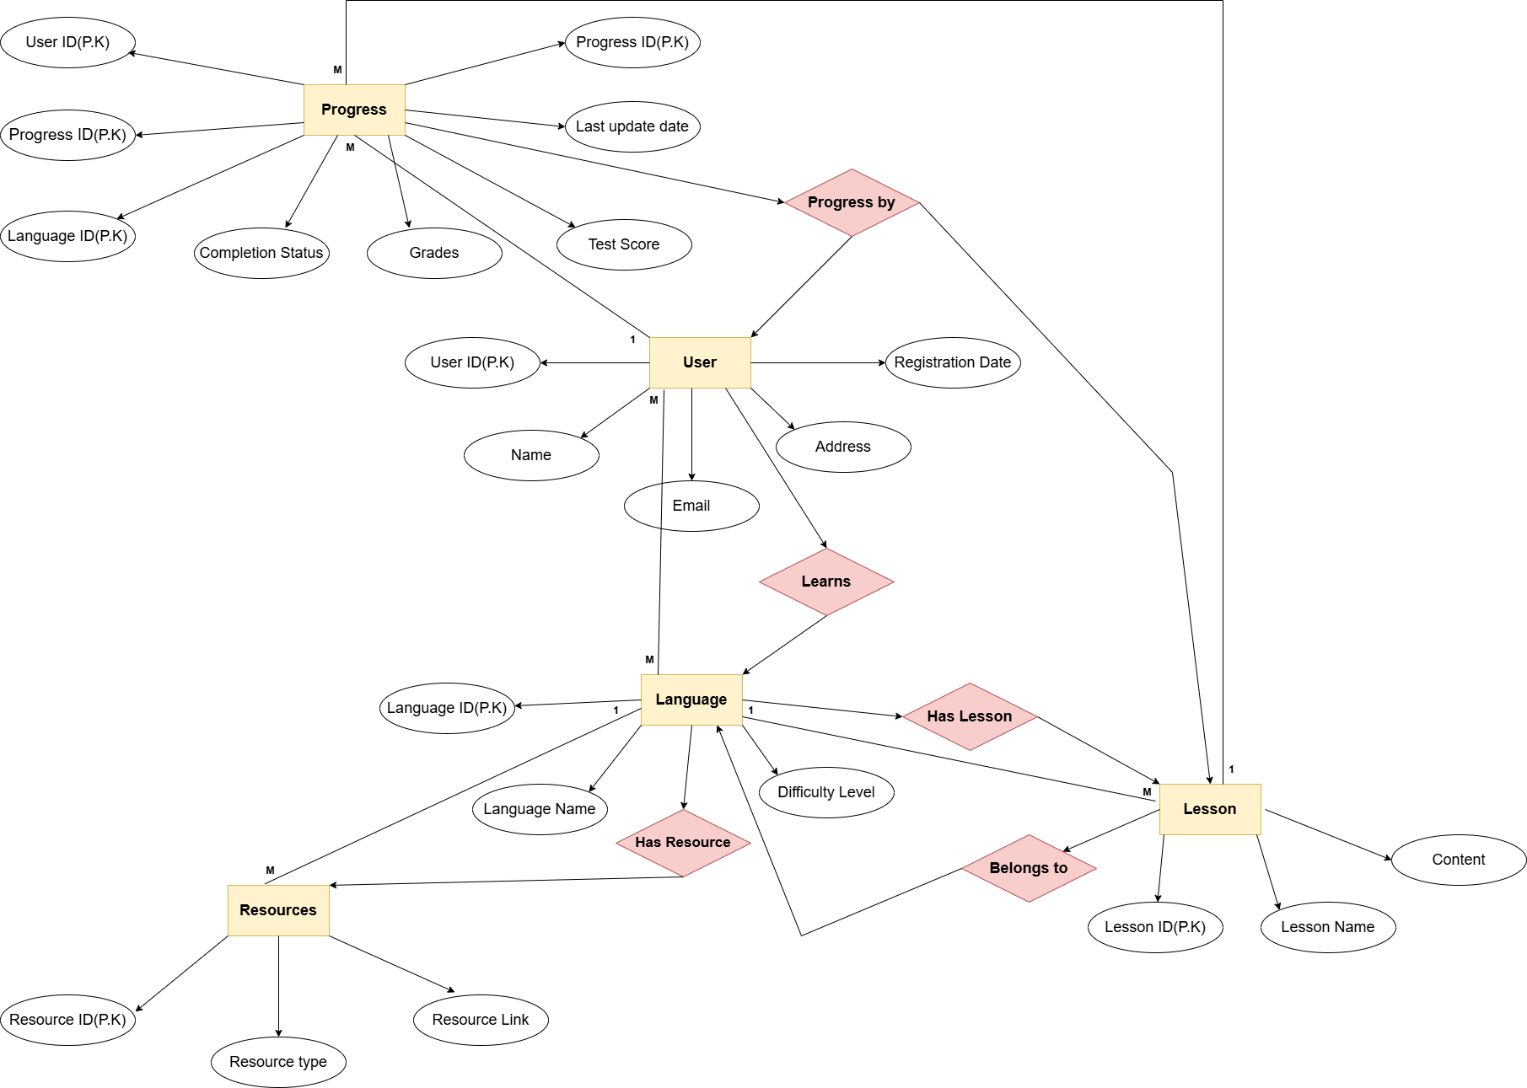 User ID(P.K)
Progress ID(P.K)
M
Progress
Last update date
Progress ID(P.K)
M
Language ID(P.K)
Completion Status
Grades
Test Score
Progress by
1
User
User ID(P.K)
Registration Date
M
Name
Address
Email
Learns
M
Language
Language ID(P.K)
1
1
Has Lesson
Language Name
Difficulty Level
Has Resource
1
M
Lesson
Content
Belongs to
Lesson ID(P.K)
Lesson Name
M
Resources
Resource ID(P.K)
Resource Link
Resource type